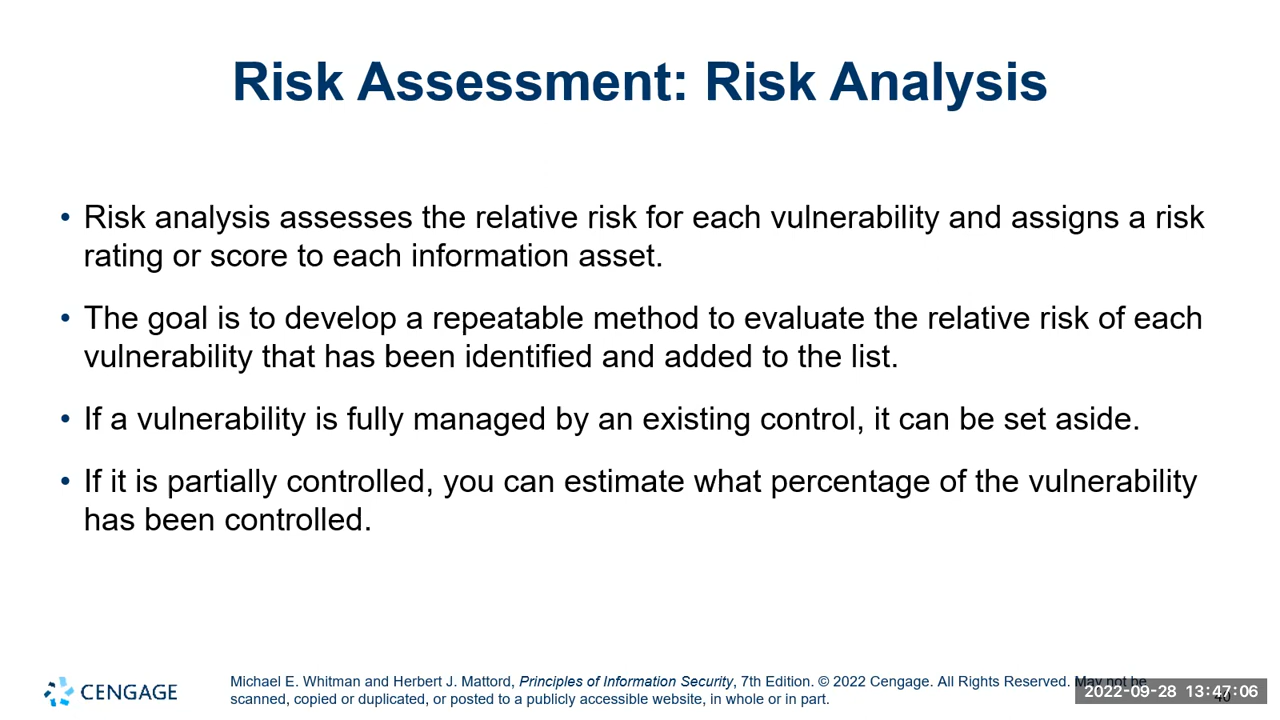 Risk Assessment: Risk Analysis
• Risk analysis assesses the relative risk for each vulnerability and assigns a risk
rating or score to each information asset.
• The goal is to develop a repeatable method to evaluate the relative risk of each
vulnerability that has been identified and added to the list.
• If a vulnerability is fully managed by an existing control, it can be set aside.
• If it is partially controlled, you can estimate what percentage of the vulnerability
has been controlled.
CENGAGE
Michael E. Whitman and Herbert J. Mattord, Principles of Information Security, 7th Edition. © 2022 Cengage. All Rights Reserved. May not be
scanned, copied or duplicated, or posted to a publicly accessible website, in whole or in part.
2022-09-28 13:47:06